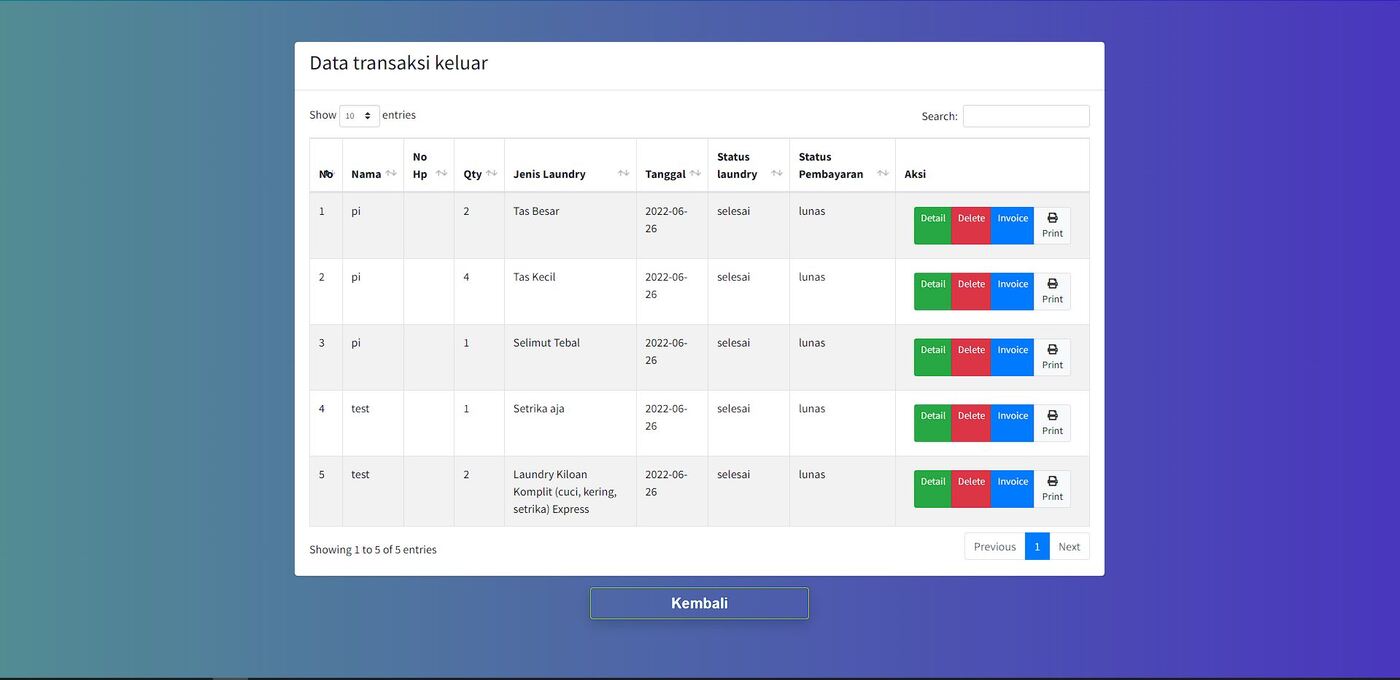 Data transaksi keluar
Show 10 entries
Search:
No Nama No Hp Qty Jenis Laundry Tanggal Status laundry Status Pembayaran Aksi
1 pi 2 Tas Besar 2022-06-26 selesai lunas Detail Delete Invoice Print
2 pi 4 Tas Kecil 2022-06-26 selesai lunas Detail Delete Invoice Print
3 pi 1 Selimut Tebal 2022-06-26 selesai lunas Detail Delete Invoice Print
4 test 1 Setrika aja 2022-06-26 selesai lunas Detail Delete Invoice Print
5 test 2 Laundry Kiloan Komplit (cuci, kering, setrika) Express 2022-06-26 selesai lunas Detail Delete Invoice Print
Showing 1 to 5 of 5 entries
Previous 1 Next
Kembali